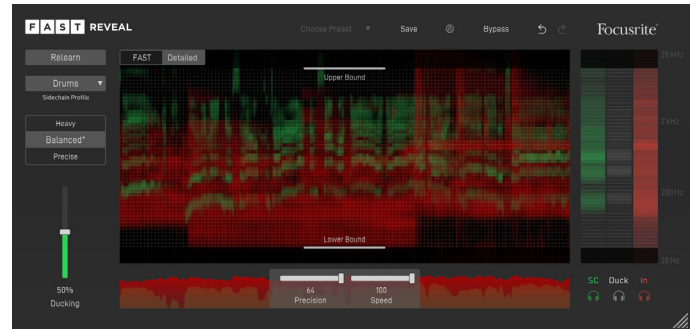 FAST REVEAL
Choose Preset
Save
Bypass
Focusrite
Relearn
FAST
Detailed
20 kHz
Upper Bound
Drums
Sidechain Profile
Heavy
2 kHz
Balanced*
Precise
200 Hz
Lower Bound
20 Hz
SC Duck In
50%
Ducking
64
Precision
100
Speed